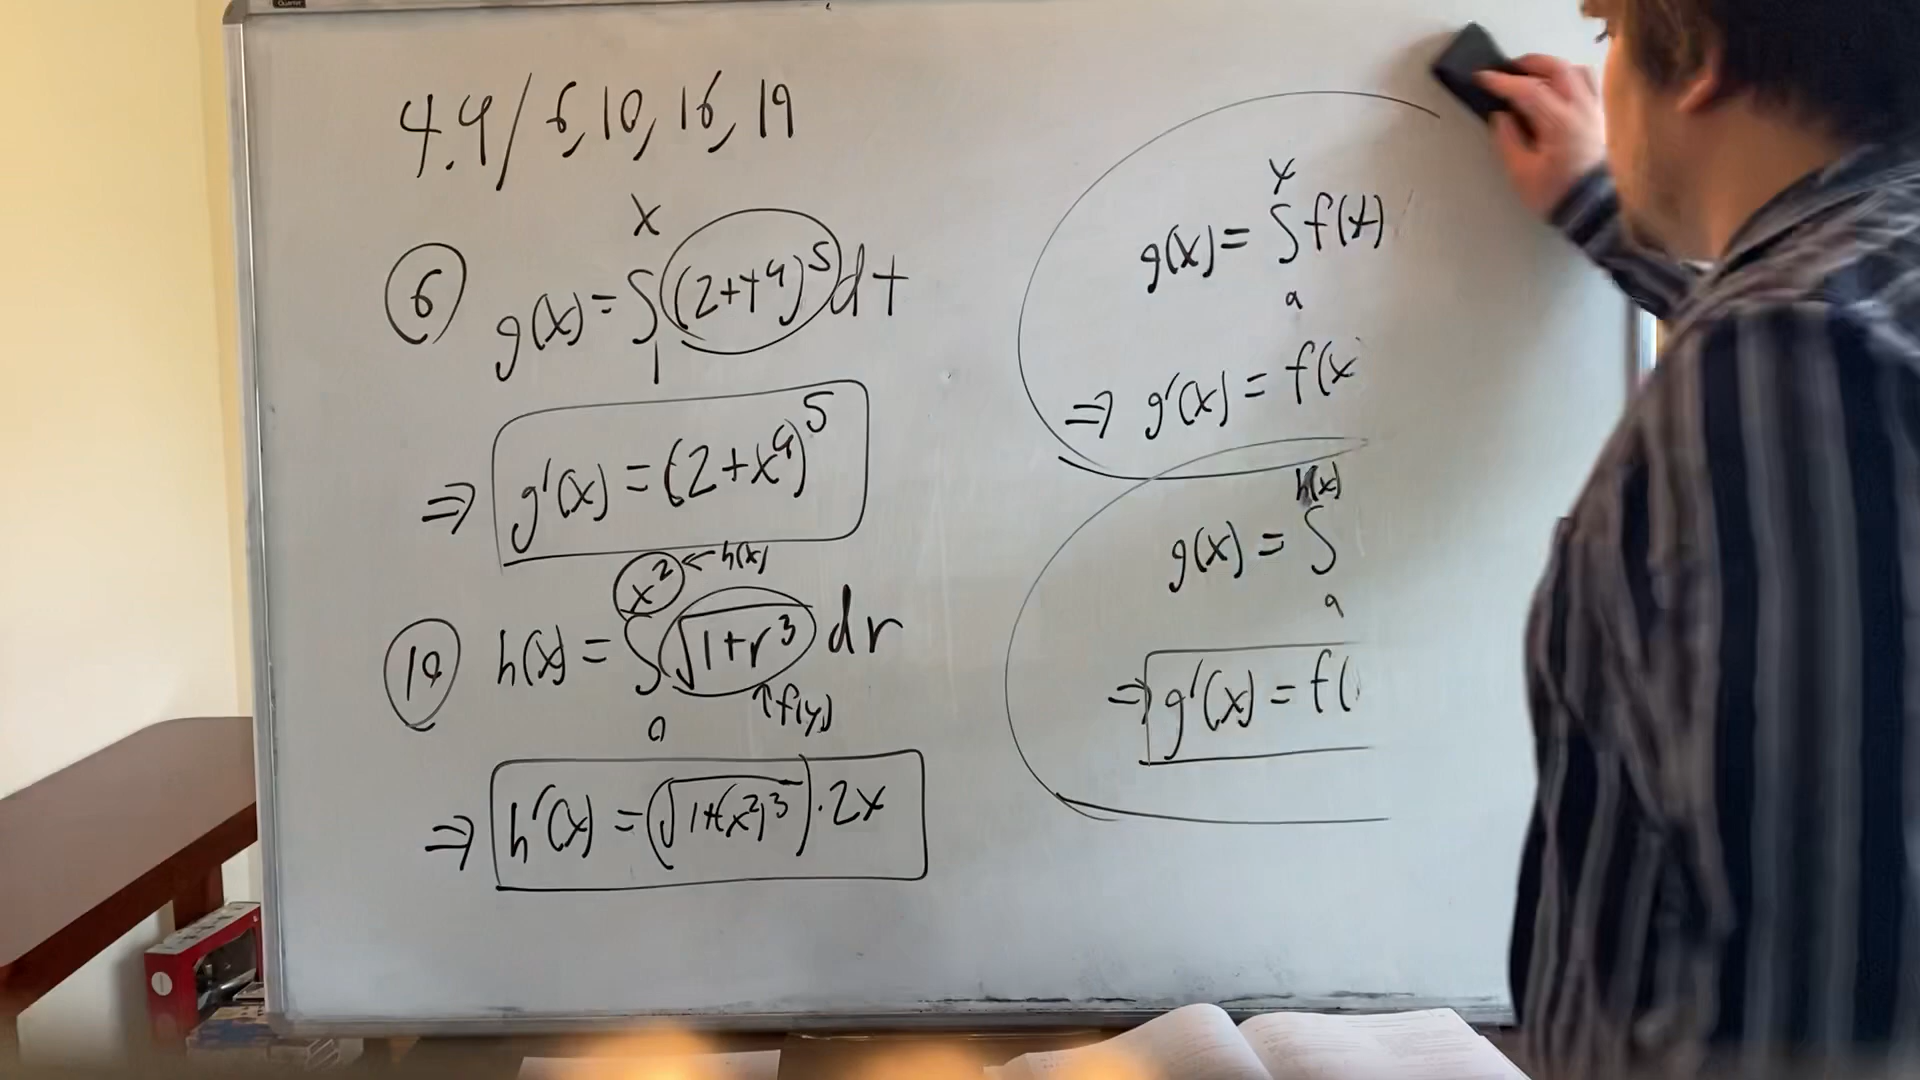 4.4/6,10,16,19
⑥ g(x) = ∫₁ˣ (2+t⁴)⁵ dt
⇒ g'(x) = (2+x⁴)⁵
x² ← h(x)
⑩ h(x) = ∫₀ √1+r³ dr
↑ f(y)
⇒ h'(x) = (√1+(x²)³) · 2x
g(x) = ∫ₐˣ f(t)
⇒ g'(x) = f(x
h(x)
g(x) = ∫
a
⇒ g'(x) = f(